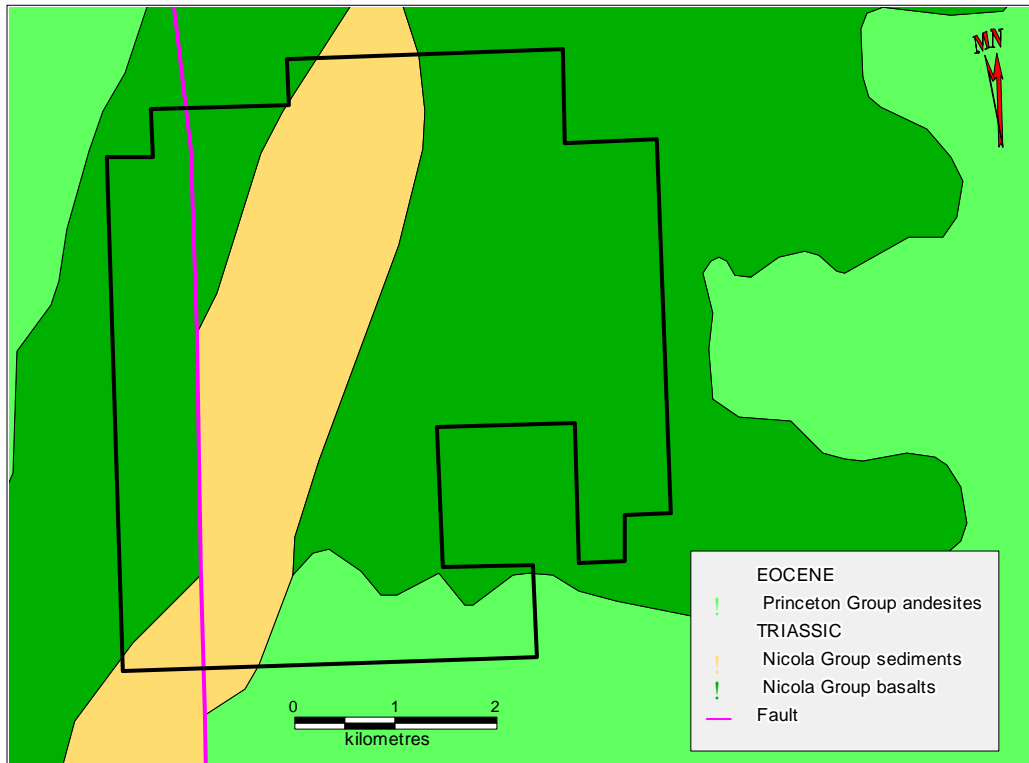 MN
EOCENE
Princeton Group andesites
TRIASSIC
Nicola Group sediments
Nicola Group basalts
Fault
0 1 2
kilometres